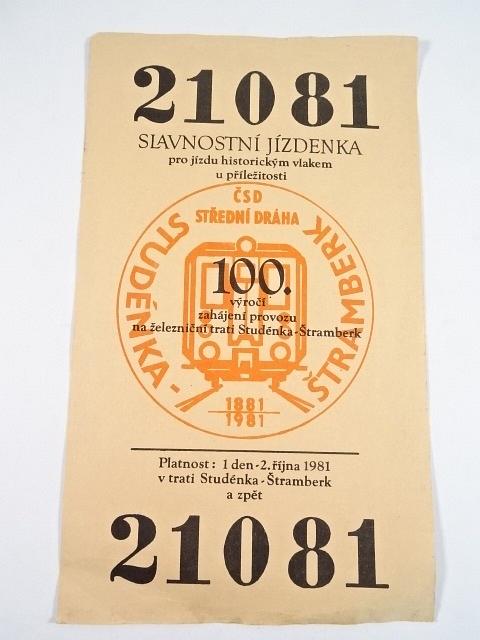 21081
SLAVNOSTNÍ JÍZDENKA
pro jízdu historickým vlakem
u příležitosti
ČSD
STŘEDNÍ DRÁHA
STUDÉNKA - ŠTRAMBERK
100.
výročí
zahájení provozu
na železniční trati Studénka-Štramberk
1881
1981
Platnost: 1 den - 2. října 1981
v trati Studénka - Štramberk
a zpět
21081